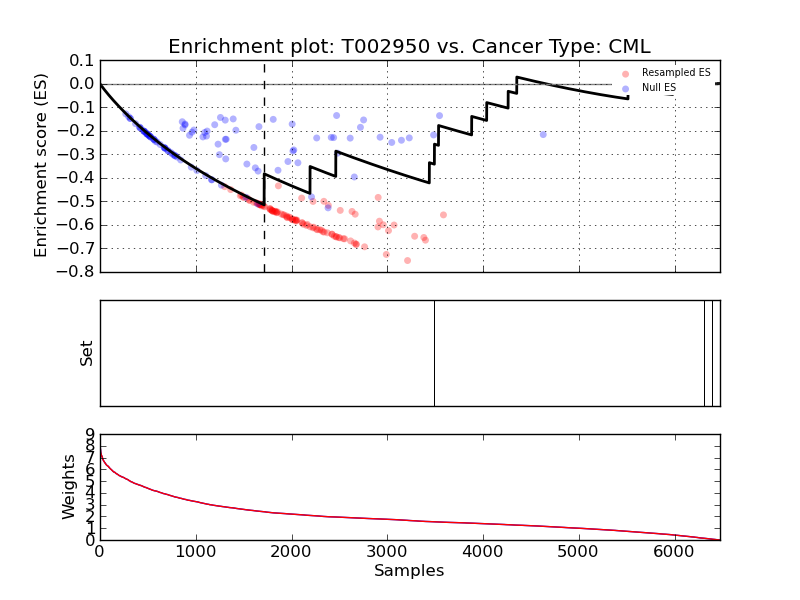 Enrichment plot: T002950 vs. Cancer Type: CML
Enrichment score (ES)
0.1
0.0
−0.1
−0.2
−0.3
−0.4
−0.5
−0.6
−0.7
−0.8
Resampled ES
Null ES
Set
Weights
9
8
7
6
5
4
3
2
1
0
0 1000 2000 3000 4000 5000 6000
Samples